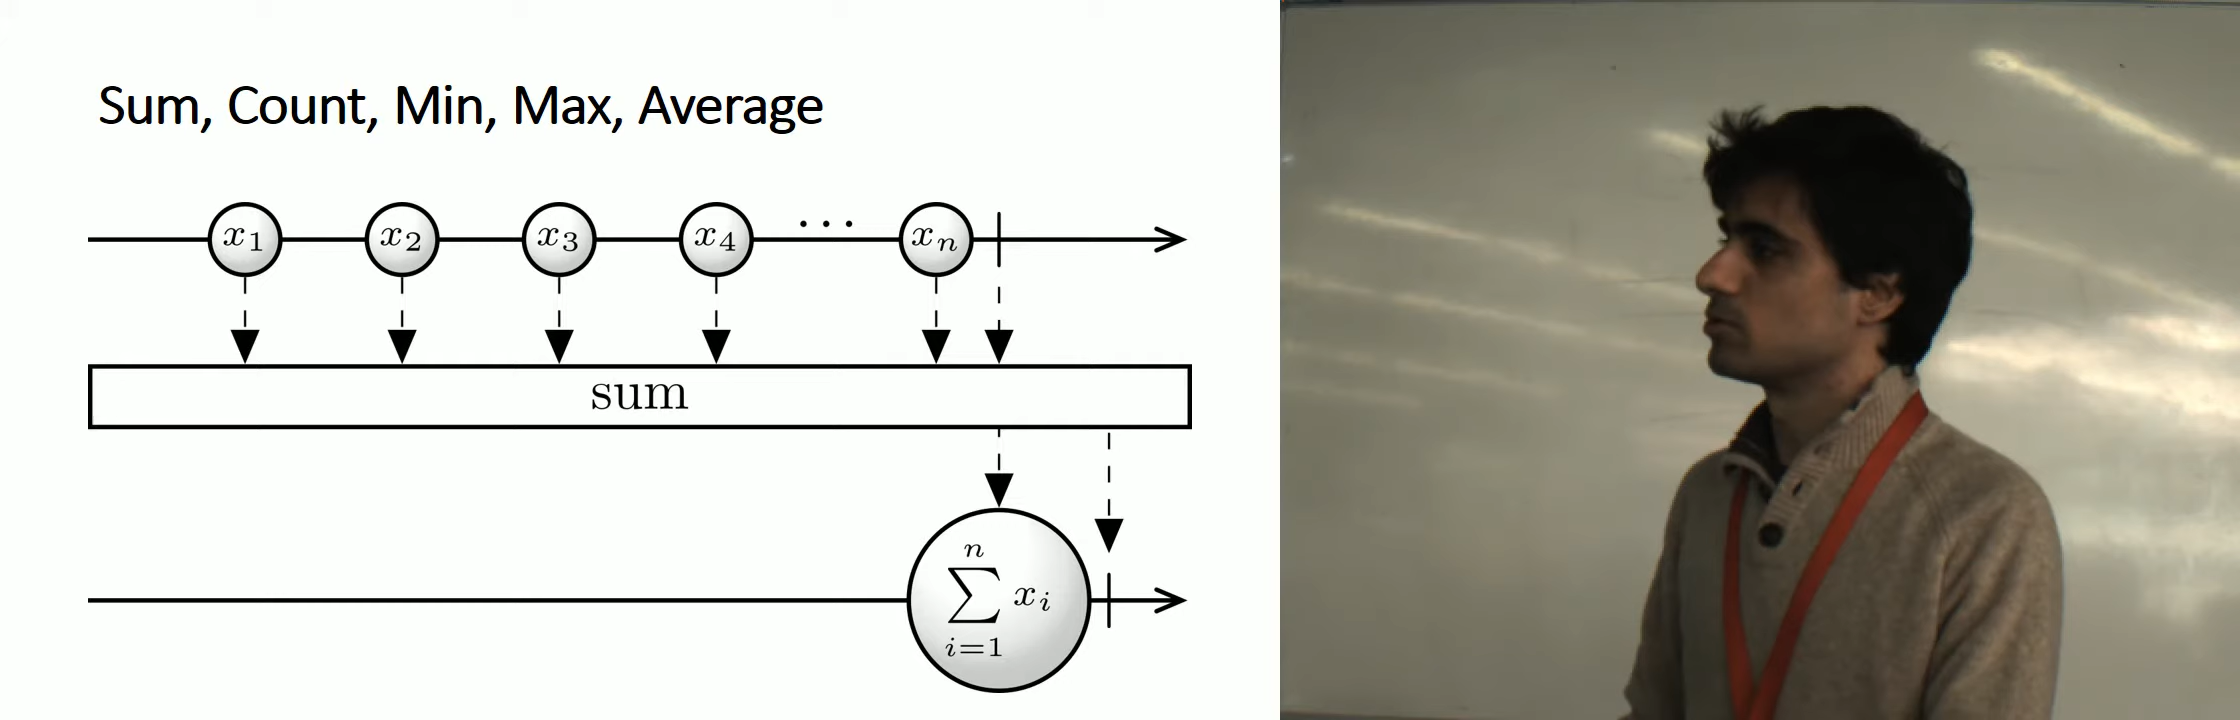 Sum, Count, Min, Max, Average
x₁ x₂ x₃ x₄ ··· xₙ
sum
n
∑ xᵢ
i=1